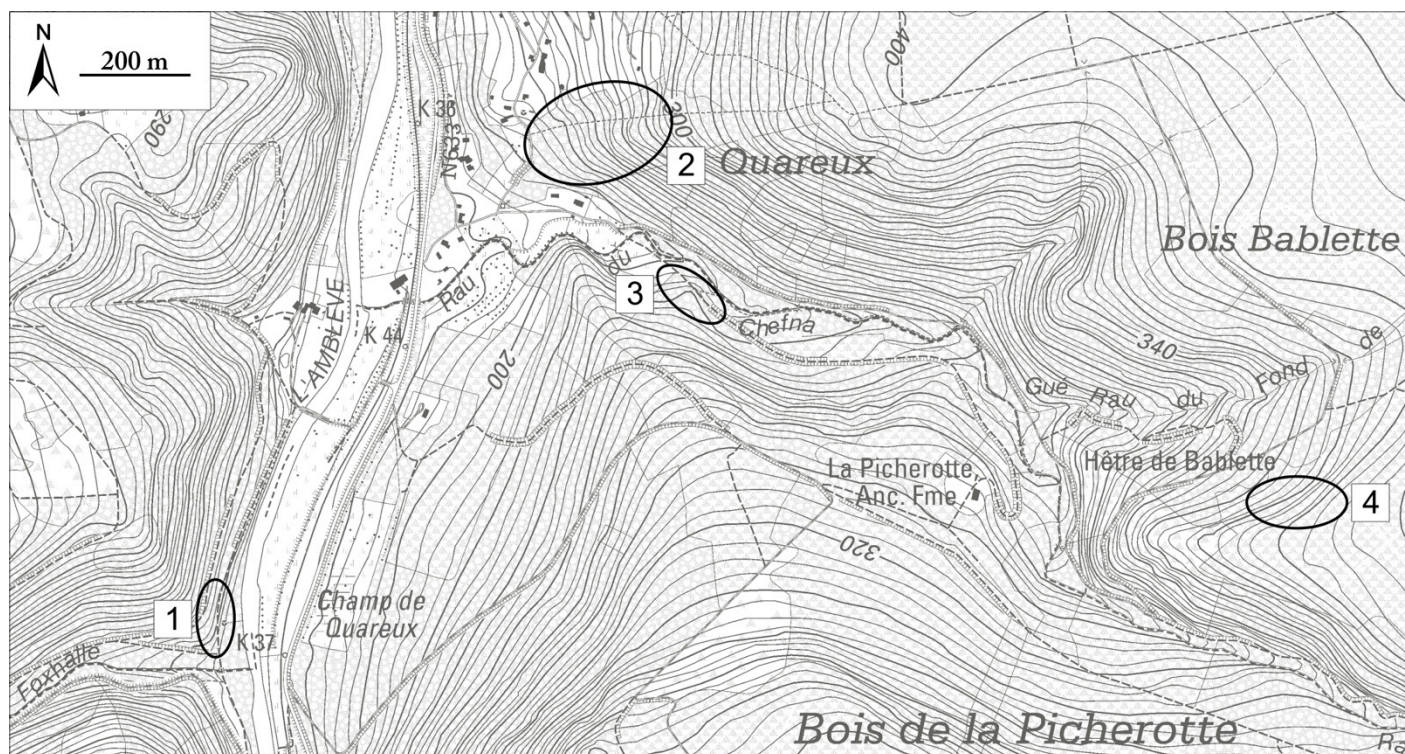 N
200 m
290
400
K 36
N633
300
2
Quareux
Bois Bablette
du
3
Rau
Chefna
L'AMBLEVE
K 44
200
340
de
Fond
Gué Rau du
Hêtre de Bablette
La Picherotte
Anc. Fme
320
4
1
Champ de
Quareux
K 37
Foxhalle
Bois de la Picherotte
Ra